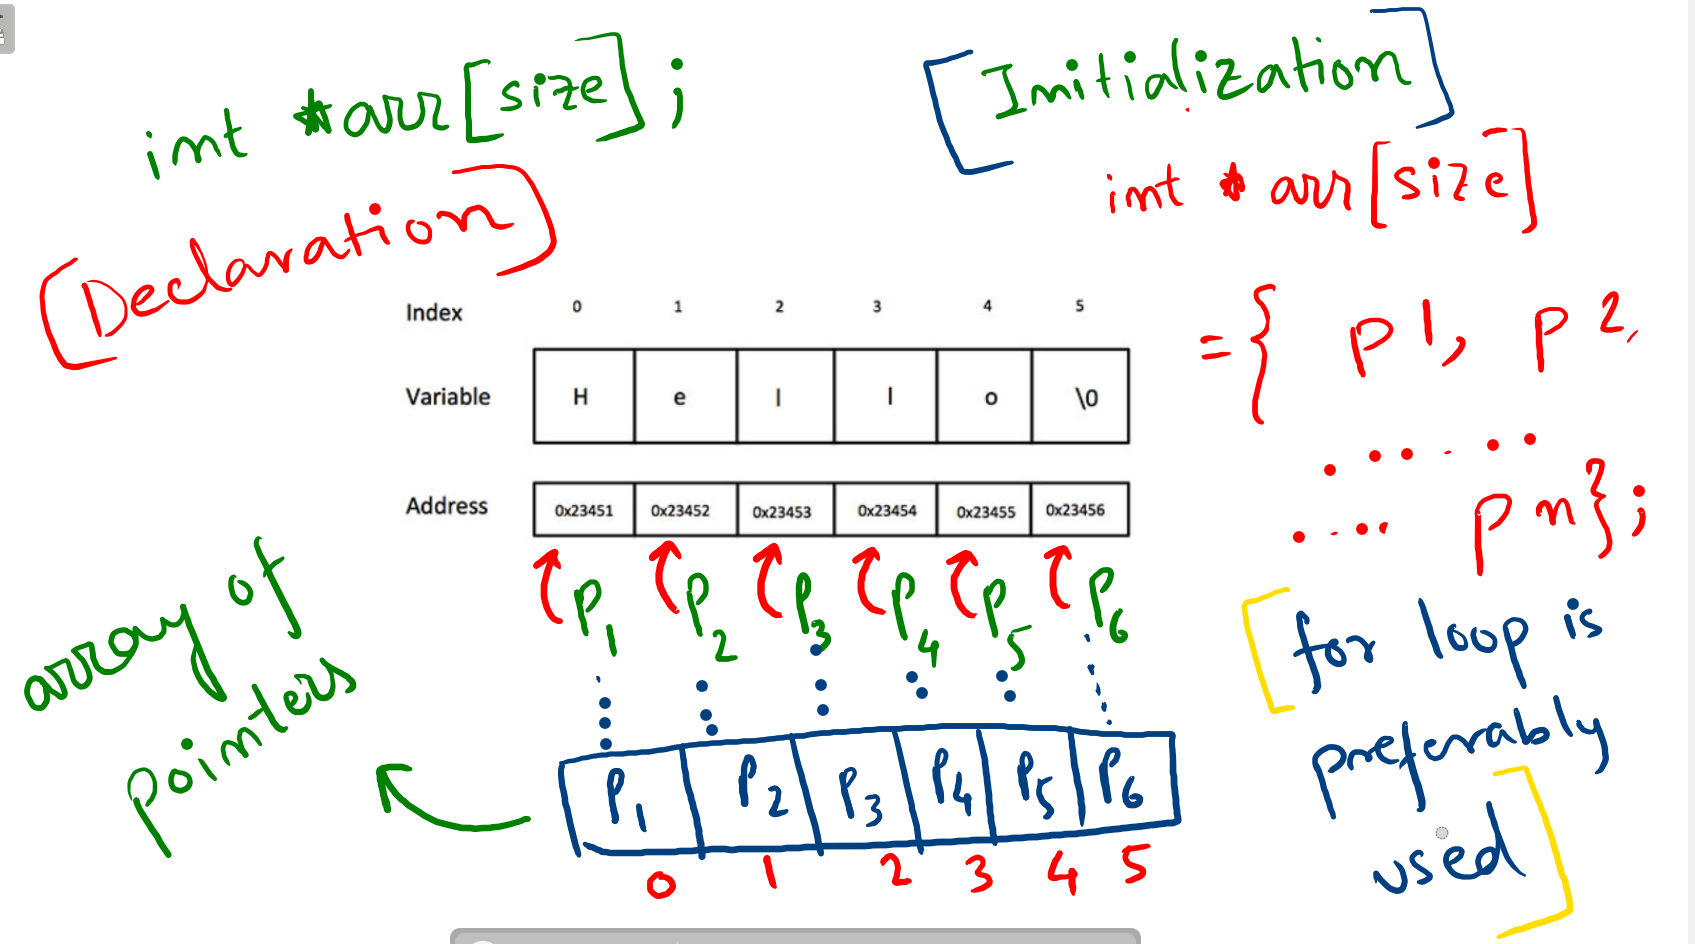 int *arr[size];
[Declaration]
[Initialization]
int *arr[size]
={ p1, p2,
.......
.... pn};
Index 0 1 2 3 4 5
Variable H e l l o \0
Address 0x23451 0x23452 0x23453 0x23454 0x23455 0x23456
P1 P2 P3 P4 P5 P6
array of
pointers
P1 P2 P3 P4 P5 P6
0 1 2 3 4 5
[for loop is
preferably
used]